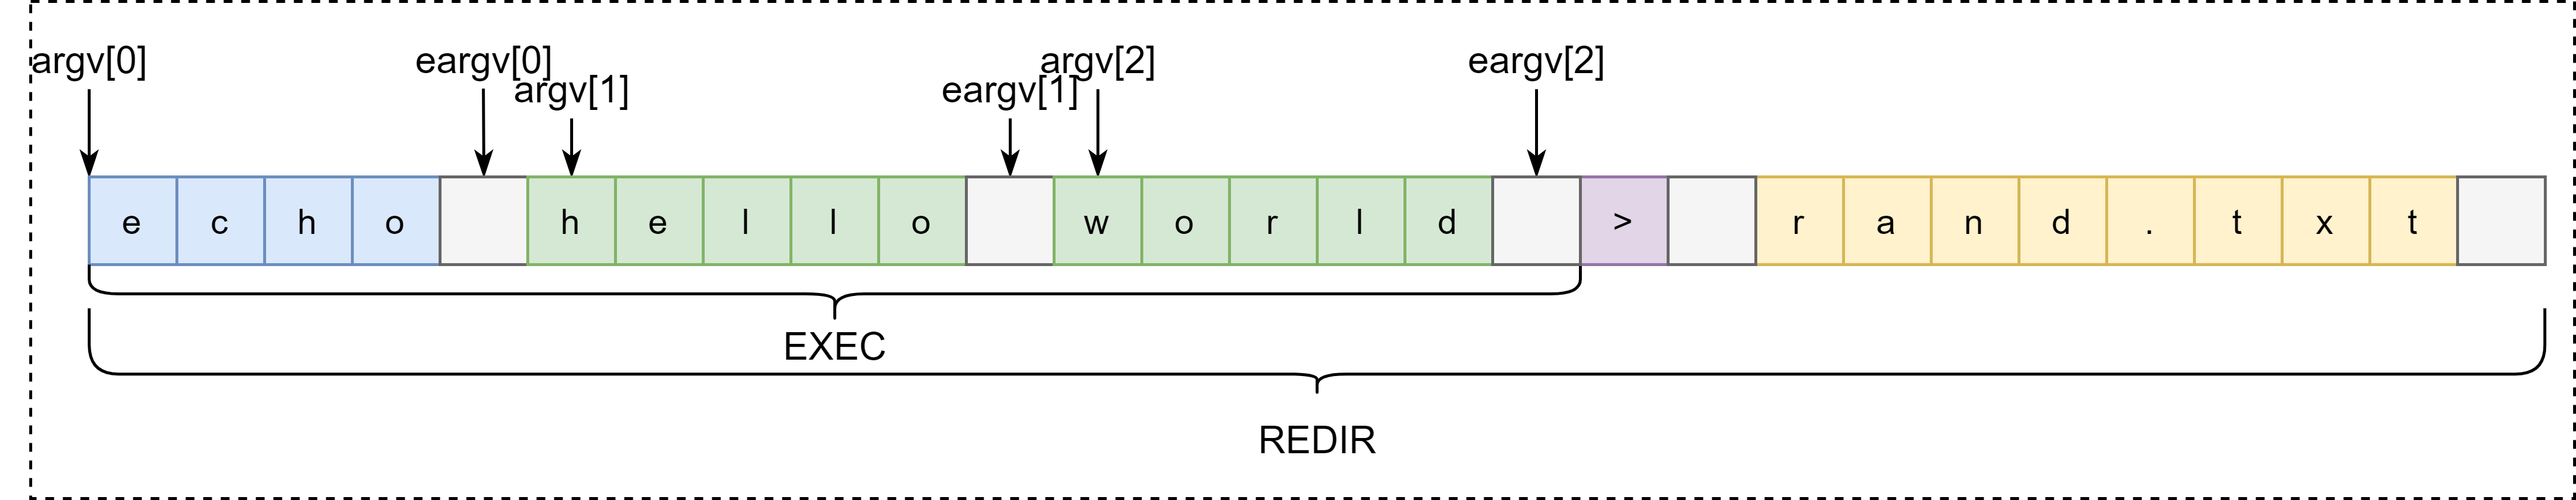 argv[0] eargv[0] argv[2] eargv[2]
argv[1] eargv[1]
e c h o h e l l o w o r l d > r a n d . t x t
EXEC
REDIR